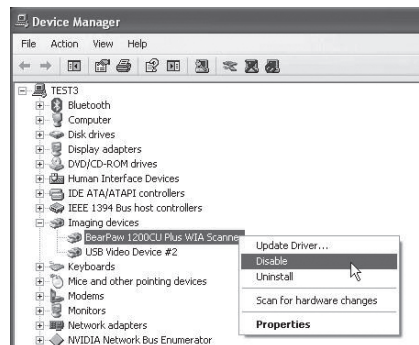 Device Manager
File Action View Help
TEST3
Bluetooth
Computer
Disk drives
Display adapters
DVD/CD-ROM drives
Human Interface Devices
IDE ATA/ATAPI controllers
IEEE 1394 Bus host controllers
Imaging devices
BearPaw 1200CU Plus WIA Scanner
USB Video Device #2
Keyboards
Mice and other pointing devices
Modems
Monitors
Network adapters
NVIDIA Network Bus Enumerator
Update Driver...
Disable
Uninstall
Scan for hardware changes
Properties